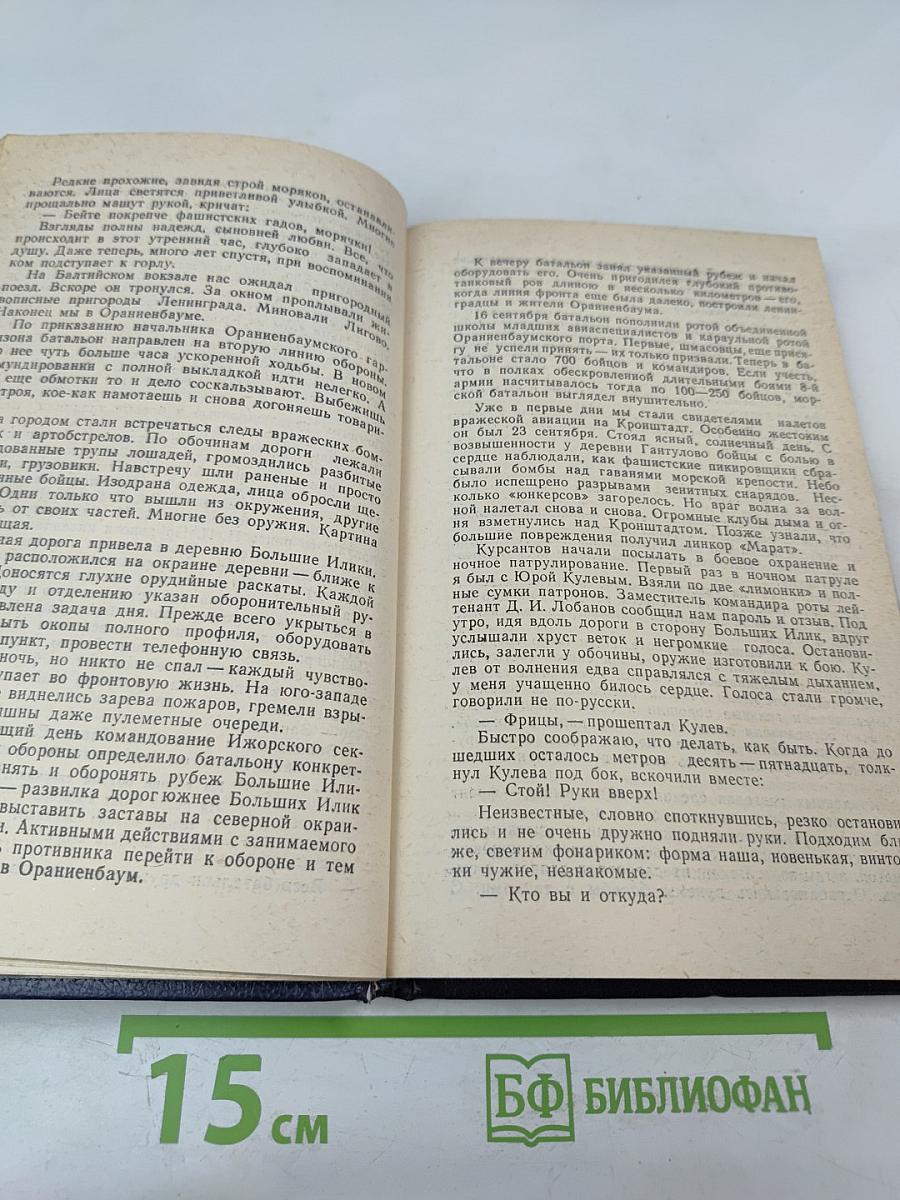 Редкие прохожие, завидя строй моряков, останавли-
ваются. Лица светятся приветливой улыбкой. Многие
прощально машут рукой, кричат:
— Бейте покрепче фашистских гадов, морячки!
Взгляды полны надежд, сыновней любви. Все, что
происходит в этот утренний час, глубоко западает в
душу. Даже теперь, много лет спустя, при воспоминании
ком подступает к горлу.
На Балтийском вокзале нас ожидал пригородный
поезд. Вскоре он тронулся. За окном проплывали жи-
вописные пригороды Ленинграда. Миновали Лигово,
Наконец мы в Ораниенбауме.
По приказанию начальника Ораниенбаумского гар-
зона батальон направлен на вторую линию обороны.
о нее чуть больше часа ускоренной ходьбы. В новом
мундировании с полной выкладкой идти нелегко. А
еще обмотки то и дело соскальзывают. Выбежишь
троя, кое-как намотаешь и снова догоняешь товари-
а городом стали встречаться следы вражеских бом-
х и артобстрелов. По обочинам дороги лежали
дованные трупы лошадей, громоздились разбитые
и, грузовики. Навстречу шли раненые и просто
нные бойцы. Изодрана одежда, лица обросли ще-
Одни только что вышли из окружения, другие
ь от своих частей. Многие без оружия. Картина
щая.
ная дорога привела в деревню Большие Илики.
расположился на окраине деревни — ближе к
Доносятся глухие орудийные раскаты. Каждой
ду и отделению указан оборонительный ру-
влена задача дня. Прежде всего укрыться в
ыть окопы полного профиля, оборудовать
пункт, провести телефонную связь.
ночь, но никто не спал — каждый чувство-
упает во фронтовую жизнь. На юго-западе
е виднелись зарева пожаров, гремели взры-
ышны даже пулеметные очереди.
ющий день командование Ижорского сек-
обороны определило батальону конкрет-
нять и оборонять рубеж Большие Или-
— развилка дорог южнее Больших Илик
выставить заставы на северной окраи-
и. Активными действиями с занимаемого
ь противника перейти к обороне и тем
в Ораниенбаум.
К вечеру батальон занял указанный рубеж и начал
оборудовать его. Очень пригодился глубокий противо-
танковый ров длиною в несколько километров — его,
когда линия фронта еще была далеко, построили ленин-
градцы и жители Ораниенбаума.
16 сентября батальон пополнили ротой объединенной
школы младших авиаспециалистов и караульной ротой
Ораниенбаумского порта. Первые, шмасовцы, еще прися-
гу не успели принять — их только призвали. Теперь в ба-
тальоне стало 700 бойцов и командиров. Если учесть,
что в полках обескровленной длительными боями 8-й
армии насчитывалось тогда по 100—250 бойцов, мор-
ской батальон выглядел внушительно.
Уже в первые дни мы стали свидетелями налетов
вражеской авиации на Кронштадт. Особенно жестоким
он был 23 сентября. Стоял ясный, солнечный день. С
возвышенности у деревни Гантулово бойцы с болью в
сердце наблюдали, как фашистские пикировщики сбра-
сывали бомбы над гаванями морской крепости. Небо
было испещрено разрывами зенитных снарядов. Нес-
колько «юнкерсов» загорелось. Но враг волна за вол-
ной налетал снова и снова. Огромные клубы дыма и ог-
ня взметнулись над Кронштадтом. Позже узнали, что
большие повреждения получил линкор «Марат».
Курсантов начали посылать в боевое охранение и
ночное патрулирование. Первый раз в ночном патруле
я был с Юрой Кулевым. Взяли по две «лимонки» и пол-
ные сумки патронов. Заместитель командира роты лей-
тенант Д. И. Лобанов сообщил нам пароль и отзыв. Под
утро, идя вдоль дороги в сторону Больших Илик, вдруг
услышали хруст веток и негромкие голоса. Останови-
лись, залегли у обочины, оружие изготовили к бою. Ку-
лев от волнения едва справлялся с тяжелым дыханием,
у меня учащенно билось сердце. Голоса стали громче,
говорили не по-русски.
— Фрицы, — прошептал Кулев.
Быстро соображаю, что делать, как быть. Когда до
шедших осталось метров десять — пятнадцать, толк-
нул Кулева под бок, вскочили вместе:
— Стой! Руки вверх!
Неизвестные, словно споткнувшись, резко останови
лись и не очень дружно подняли руки. Подходим бли
же, светим фонариком: форма наша, новенькая, винто
ки чужие, незнакомые.
— Кто вы и откуда?
15 см
БФ БИБЛИОФАН